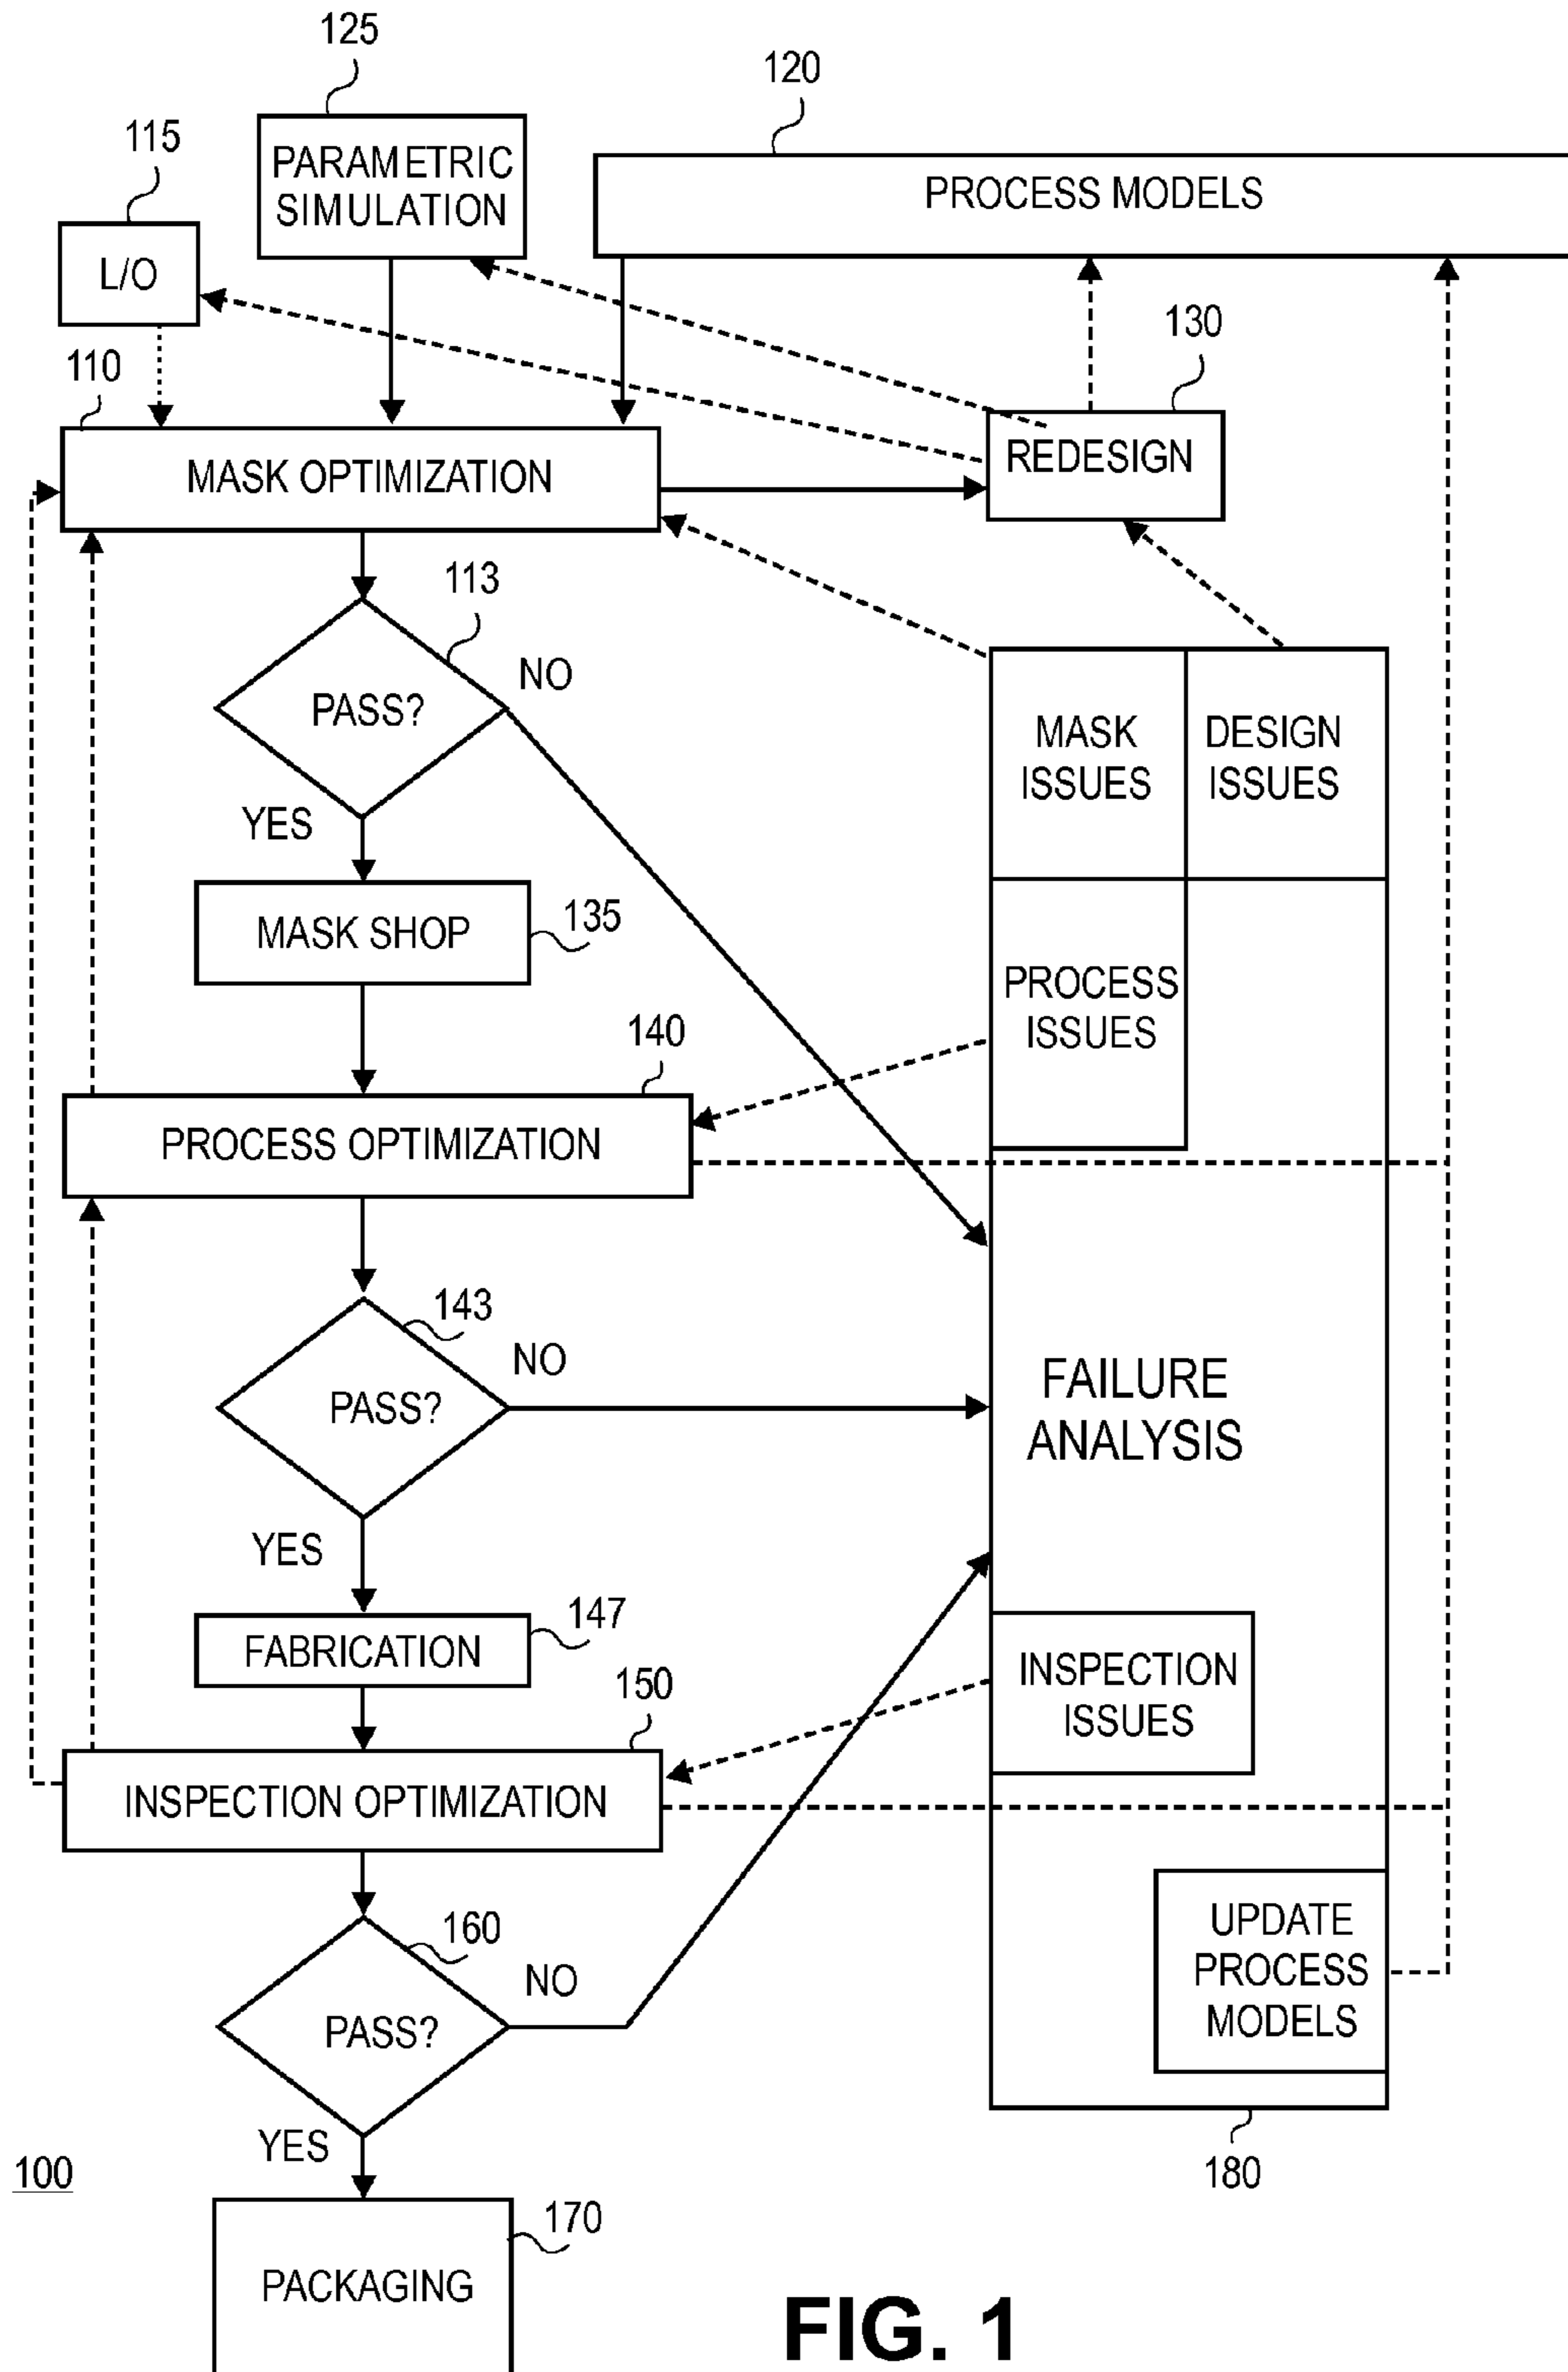 125
120
115
PARAMETRIC
SIMULATION
PROCESS MODELS
L/O
130
110
REDESIGN
MASK OPTIMIZATION
113
NO
PASS?
MASK
ISSUES
DESIGN
ISSUES
YES
MASK SHOP
135
PROCESS
ISSUES
140
PROCESS OPTIMIZATION
143
NO
PASS?
FAILURE
ANALYSIS
YES
147
FABRICATION
150
INSPECTION
ISSUES
INSPECTION OPTIMIZATION
160
NO
PASS?
UPDATE
PROCESS
MODELS
YES
100
180
170
PACKAGING
FIG. 1